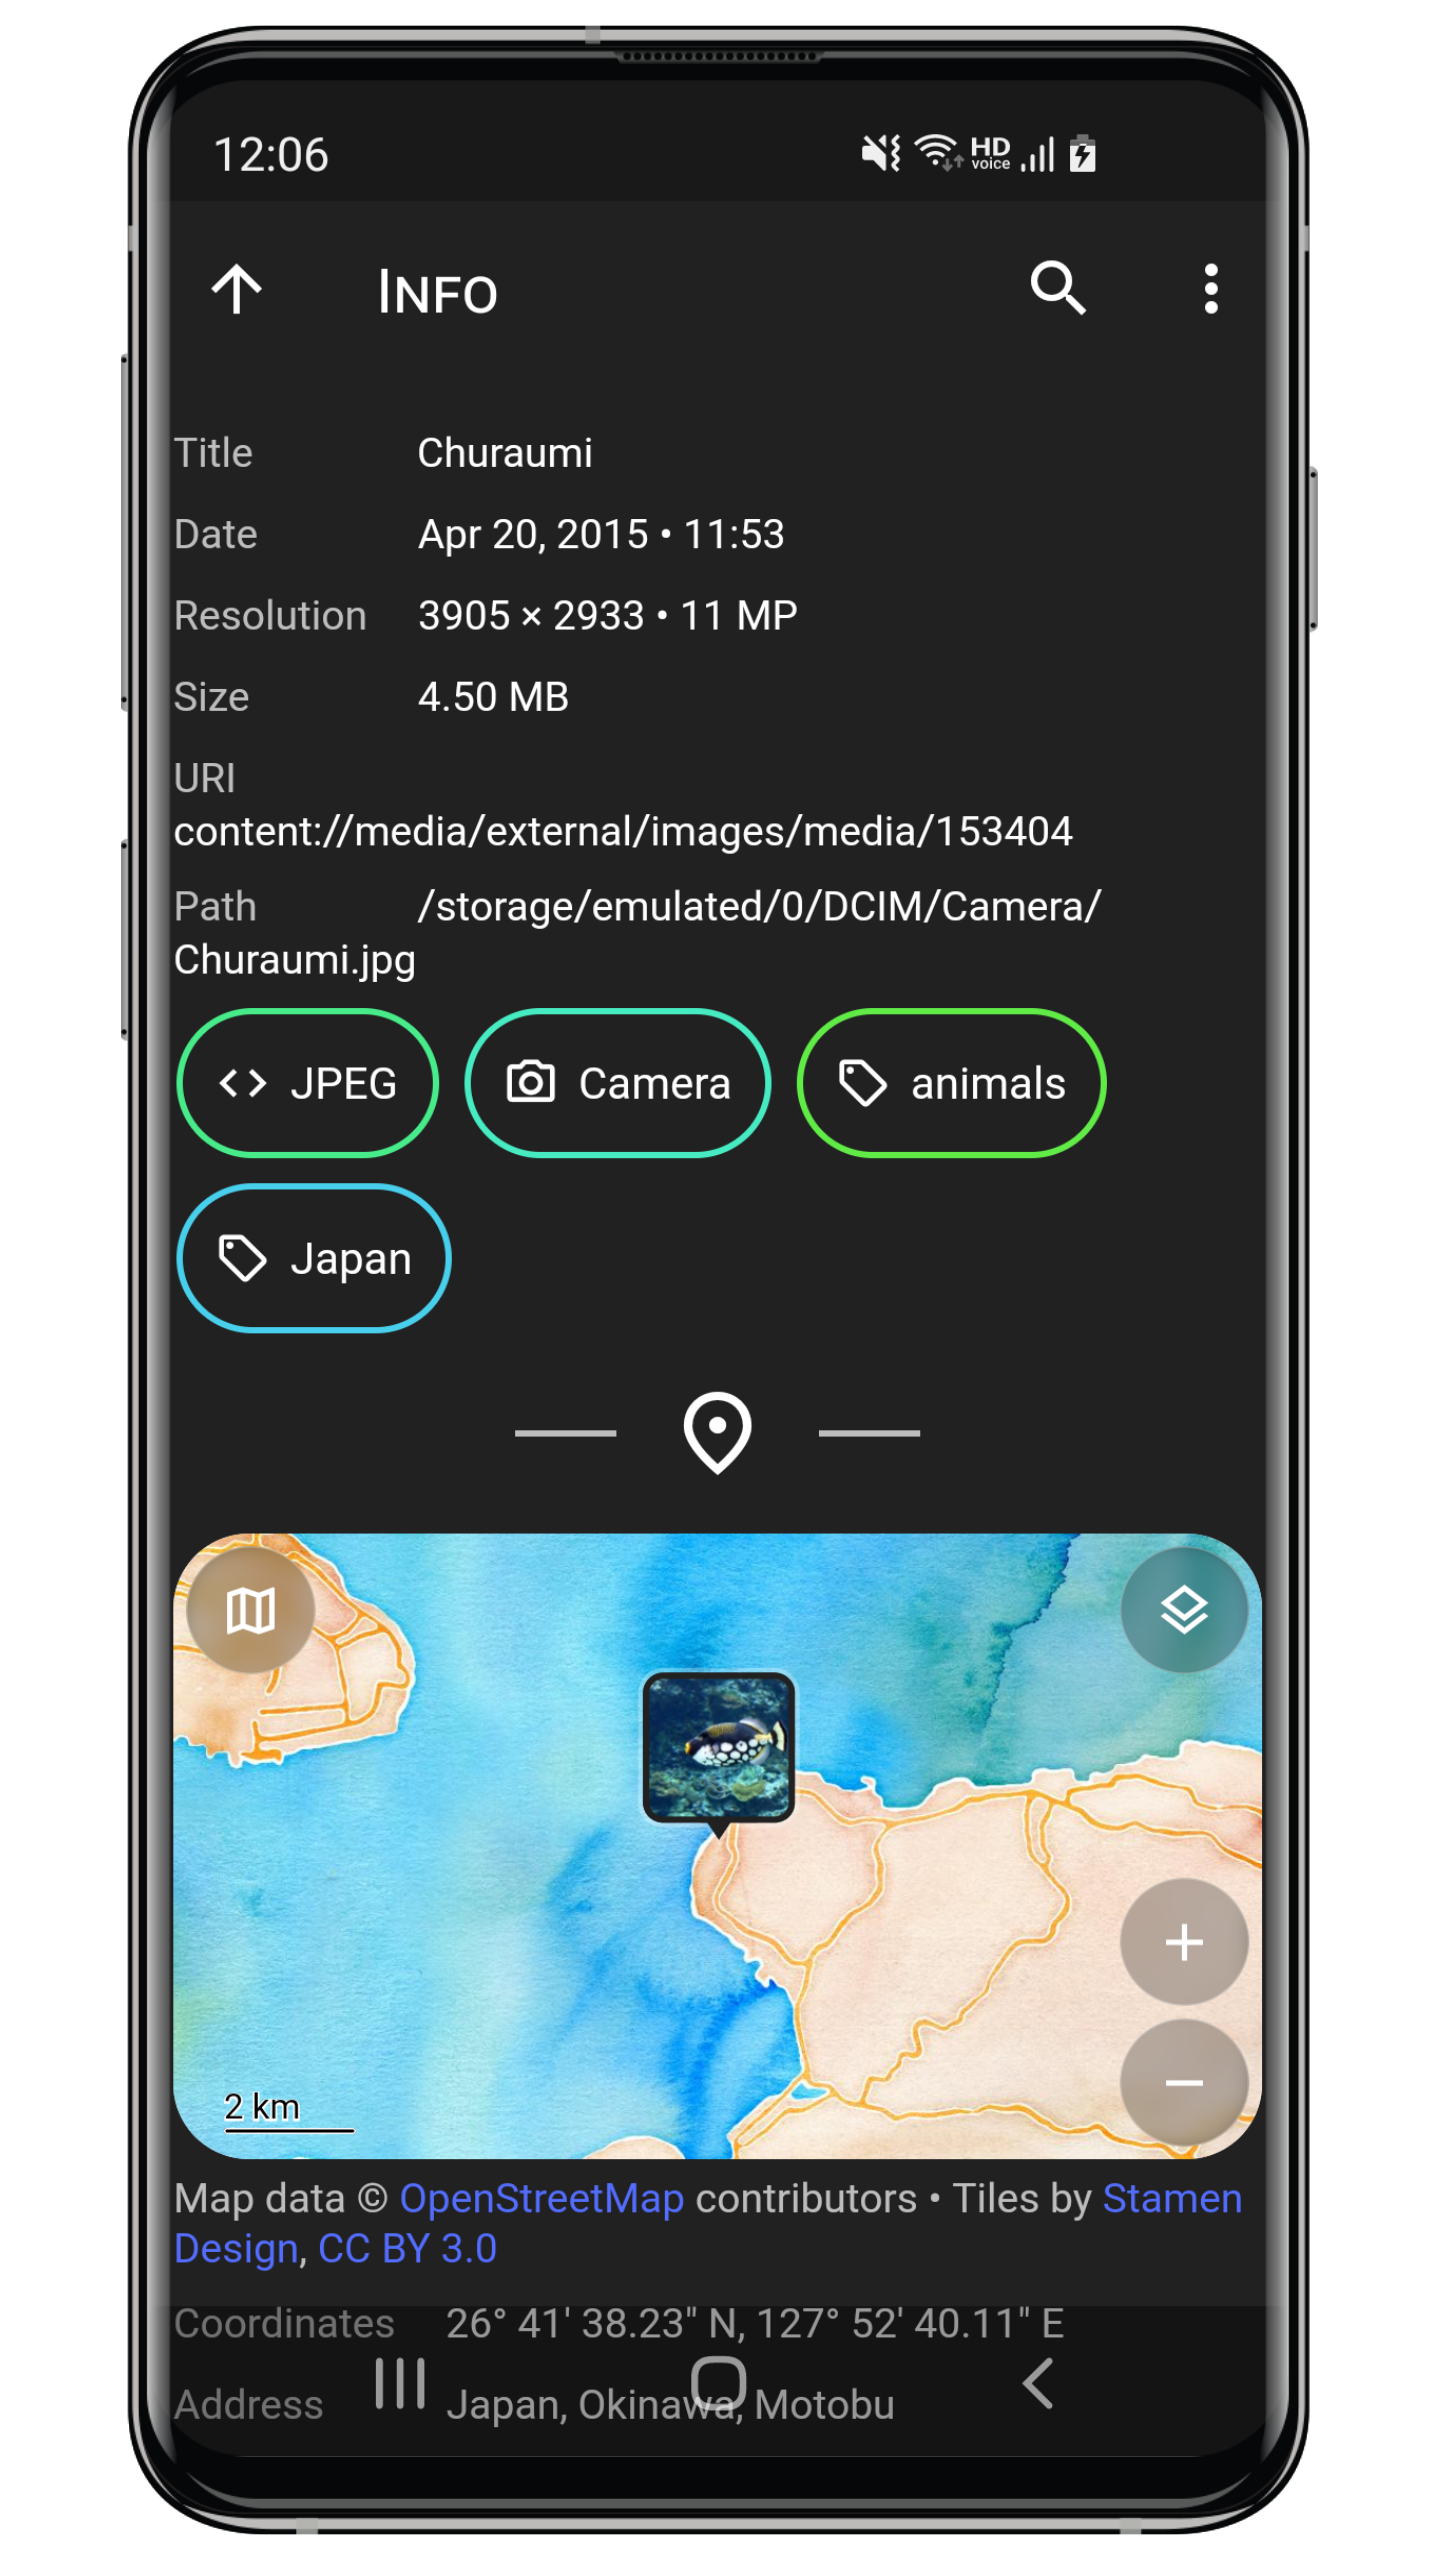 12:06
HD voice
INFO
Title Churaumi
Date Apr 20, 2015 • 11:53
Resolution 3905 × 2933 • 11 MP
Size 4.50 MB
URI
content://media/external/images/media/153404
Path /storage/emulated/0/DCIM/Camera/
Churaumi.jpg
JPEG Camera animals
Japan
2 km
Map data © OpenStreetMap contributors • Tiles by Stamen
Design, CC BY 3.0
Coordinates 26° 41' 38.23" N, 127° 52' 40.11" E
Address Japan, Okinawa, Motobu